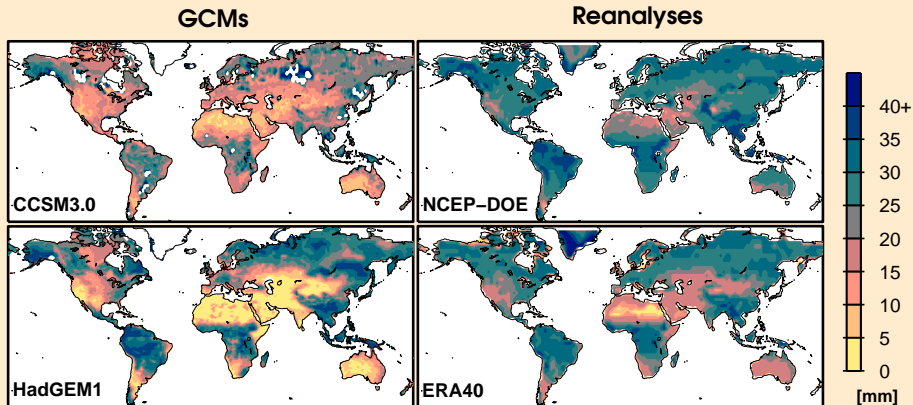 GCMs
Reanalyses
CCSM3.0
NCEP-DOE
HadGEM1
ERA40
40+
35
30
25
20
15
10
5
0
[mm]